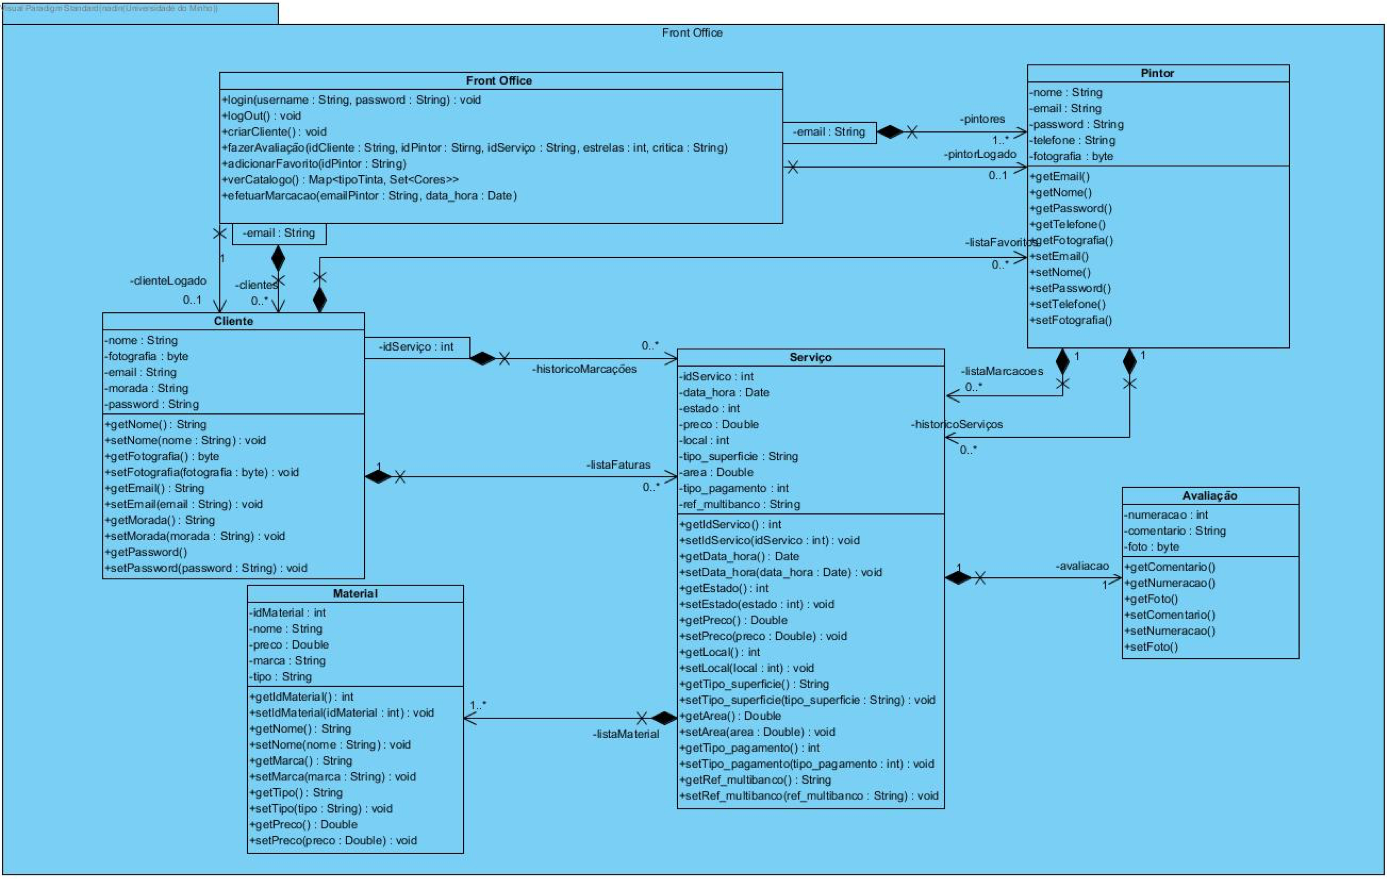 Visual Paradigm Standard(nadin(Universidade do Minho))
Front Office
Front Office
+login(username : String, password : String) : void
+logOut() : void
+criarCliente() : void
+fazerAvaliação(idCliente : String, idPintor : Stirng, idServiço : String, estrelas : int, critica : String)
+adicionarFavorito(idPintor : String)
+verCatalogo() : Map<tipoTinta, Set<Cores>>
+efetuarMarcacao(emailPintor : String, data_hora : Date)
-email : String
-pintores
1..*
-pintorLogado
0..1
Pintor
-nome : String
-email : String
-password : String
-telefone : String
-fotografia : byte
+getEmail()
+getNome()
+getPassword()
+getTelefone()
+getFotografia()
+setEmail()
+setNome()
+setPassword()
+setTelefone()
+setFotografia()
-email : String
1
-clienteLogado
0..1
-clientes
0..*
-listaFavoritos
0..*
Cliente
-nome : String
-fotografia : byte
-email : String
-morada : String
-password : String
+getNome() : String
+setNome(nome : String) : void
+getFotografia() : byte
+setFotografia(fotografia : byte) : void
+getEmail() : String
+setEmail(email : String) : void
+getMorada() : String
+setMorada(morada : String) : void
+getPassword()
+setPassword(password : String) : void
-idServiço : int
0..*
-historicoMarcações
1
-listaFaturas
0..*
Serviço
-idServico : int
-data_hora : Date
-estado : int
-preco : Double
-local : int
-tipo_superficie : String
-area : Double
-tipo_pagamento : int
-ref_multibanco : String
+getIdServico() : int
+setIdServico(idServico : int) : void
+getData_hora() : Date
+setData_hora(data_hora : Date) : void
+getEstado() : int
+setEstado(estado : int) : void
+getPreco() : Double
+setPreco(preco : Double) : void
+getLocal() : int
+setLocal(local : int) : void
+getTipo_superficie() : String
+setTipo_superficie(tipo_superficie : String) : void
+getArea() : Double
+setArea(area : Double) : void
+getTipo_pagamento() : int
+setTipo_pagamento(tipo_pagamento : int) : void
+getRef_multibanco() : String
+setRef_multibanco(ref_multibanco : String) : void
1
1
-listaMarcacoes
0..*
-historicoServiços
0..*
Avaliação
-numeracao : int
-comentario : String
-foto : byte
+getComentario()
+getNumeracao()
+getFoto()
+setComentario()
+setNumeracao()
+setFoto()
1
-avaliacao
1
Material
-idMaterial : int
-nome : String
-preco : Double
-marca : String
-tipo : String
+getIdMaterial() : int
+setIdMaterial(idMaterial : int) : void
+getNome() : String
+setNome(nome : String) : void
+getMarca() : String
+setMarca(marca : String) : void
+getTipo() : String
+setTipo(tipo : String) : void
+getPreco() : Double
+setPreco(preco : Double) : void
1..*
-listaMaterial